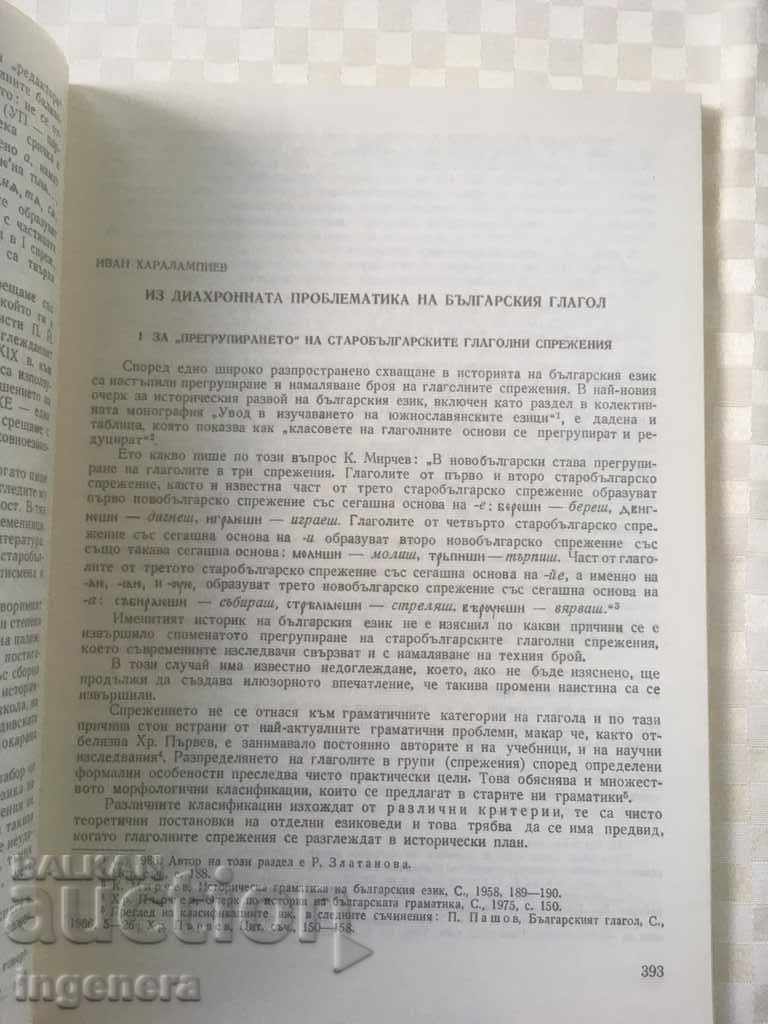 ИВАН ХАРАЛАМПИЕВ
ИЗ ДИАХРОННАТА ПРОБЛЕМАТИКА НА БЪЛГАРСКИЯ ГЛАГОЛ
1 ЗА „ПРЕГРУПИРАНЕТО" НА СТАРОБЪЛГАРСКИТЕ ГЛАГОЛНИ СПРЕЖЕНИЯ
Според едно широко разпространено схващане в историята на българския език
са настъпили прегрупиране и намаляване броя на глаголните спрежения. В най-новия
очерк за историческия развой на българския език, включен като раздел в колектив-
ната монография „Увод в изучаването на южнославянските езици"¹, е дадена и
таблица, която показва как „класовете на глаголните основи се прегрупират и ре-
дуцират"².
Ето какво пише по този въпрос К. Мирчев: „В новобългарски става прегрупи-
ране на глаголите в три спрежения. Глаголите от първо и второ старобългарско
спрежение, както и известна част от трето старобългарско спрежение образуват
първо новобългарско спрежение със сегашна основа на -е: береши — береш,
— дигнеш, — играеш. Глаголите от четвърто старобългарско спре-
жение със сегашна основа на -и образуват второ новобългарско спрежение със
също такава сегашна основа: молиши — молиш, трьпиши — търпиш. Част от глаго-
лите от третото старобългарско спрежение със сегашна основа на -йе, а именно на
и образуват трето новобългарско спрежение със сегашна основа на
-а: — събираш, — стреляш, — вярваш."³
Именитият историк на българския език не е изяснил по какви причини се е
извършило споменатото прегрупиране на старобългарските глаголни спрежения,
което съвременните изследвачи свързват и с намаляване на техния брой.
В този случай има известно недоглеждане, което, ако не бъде изяснено, ще
продължи да създава илюзорното впечатление, че такива промени наистина са се
извършили.
Спрежението не се отнася към граматичните категории на глагола и по тази
причина стои встрани от най-актуалните граматични проблеми, макар че, както от-
белязва Хр. Първев, е занимавало постоянно авторите и на учебници, и на научни
изследвания⁴. Разпределянето на глаголите в групи (спрежения) според определени
формални особености преследва чисто практически цели. Това обяснява и множест-
вото морфологични класификации, които се предлагат в старите ни граматики⁵.
Различните класификации изхождат от различни критерии, те са чисто
теоретични постановки на отделни езиковеди и това трябва да се има предвид,
когато глаголните спрежения се разглеждат в исторически план.
Автор на този раздел е Р. Златанова.
188.
Историческа граматика на българския език, С., 1958, 189—190.
Очерк по история на българската граматика, С., 1975, с. 150.
⁵ Преглед на класификациите вж. в следните съчинения: П. Пашов, Българският глагол, С.,
5—26; Хр. Първев, Цит. съч., 150—158.
393
БАЛКАН
auction
ingenera